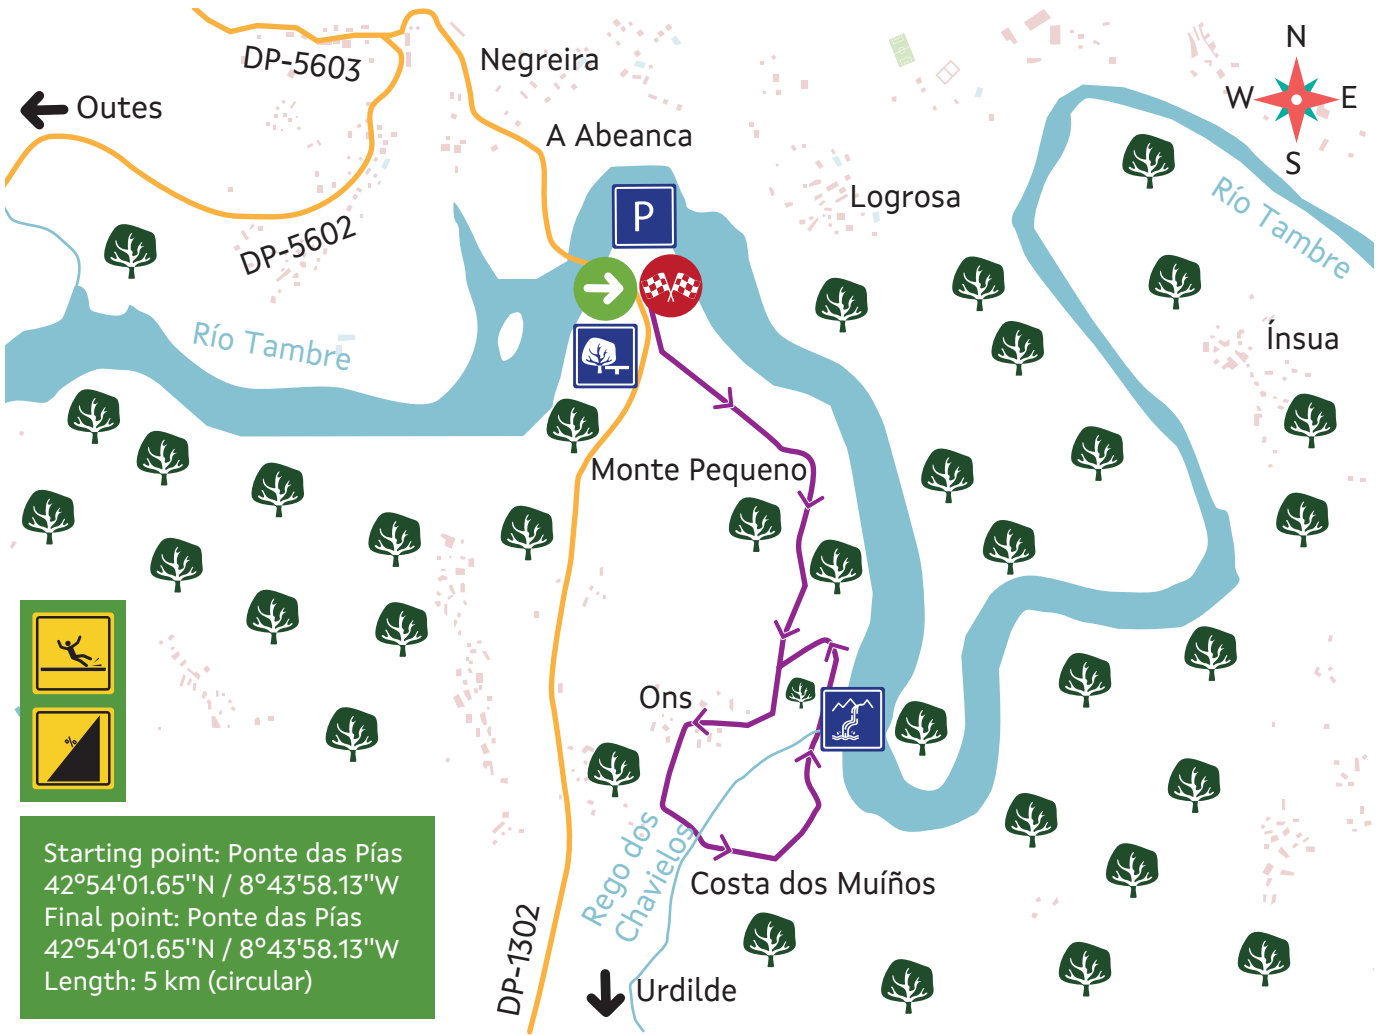 N
W
E
S
DP-5603
Negreira
Outes
A Abeanca
P
Logrosa
Río Tambre
DP-5602
Río Tambre
Ínsua
Monte Pequeno
Ons
%
Rego dos
Chavielos
Costa dos Muíños
DP-1302
Urdilde
Starting point: Ponte das Pías
42°54'01.65"N / 8°43'58.13"W
Final point: Ponte das Pías
42°54'01.65"N / 8°43'58.13"W
Length: 5 km (circular)